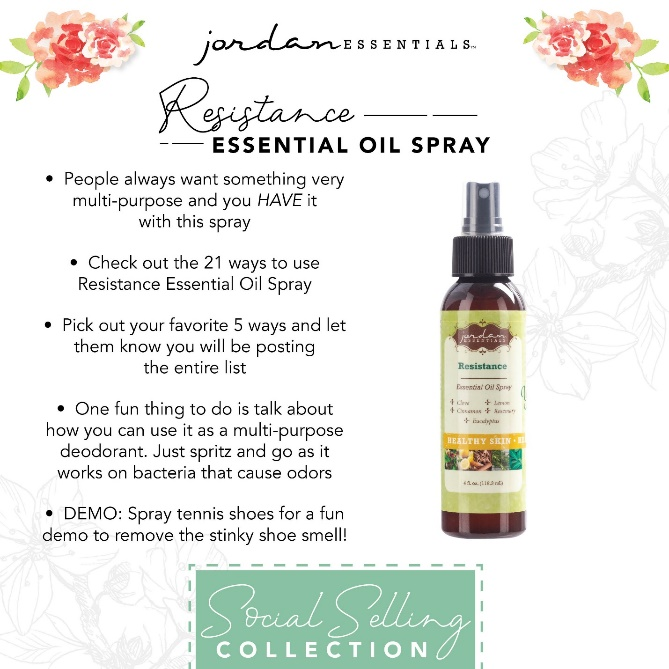 jordan ESSENTIALS
Resistance
ESSENTIAL OIL SPRAY
• People always want something very
multi-purpose and you HAVE it
with this spray
• Check out the 21 ways to use
Resistance Essential Oil Spray
• Pick out your favorite 5 ways and let
them know you will be posting
the entire list
• One fun thing to do is talk about
how you can use it as a multi-purpose
deodorant. Just spritz and go as it
works on bacteria that cause odors
• DEMO: Spray tennis shoes for a fun
demo to remove the stinky shoe smell!
jordan
ESSENTIALS
Resistance
Essential Oil Spray
Clove Lemon
Cinnamon Rosemary
Eucalyptus
HEALTHY SKIN •
4 fl. oz. (118.2 ml)
Social Selling
COLLECTION